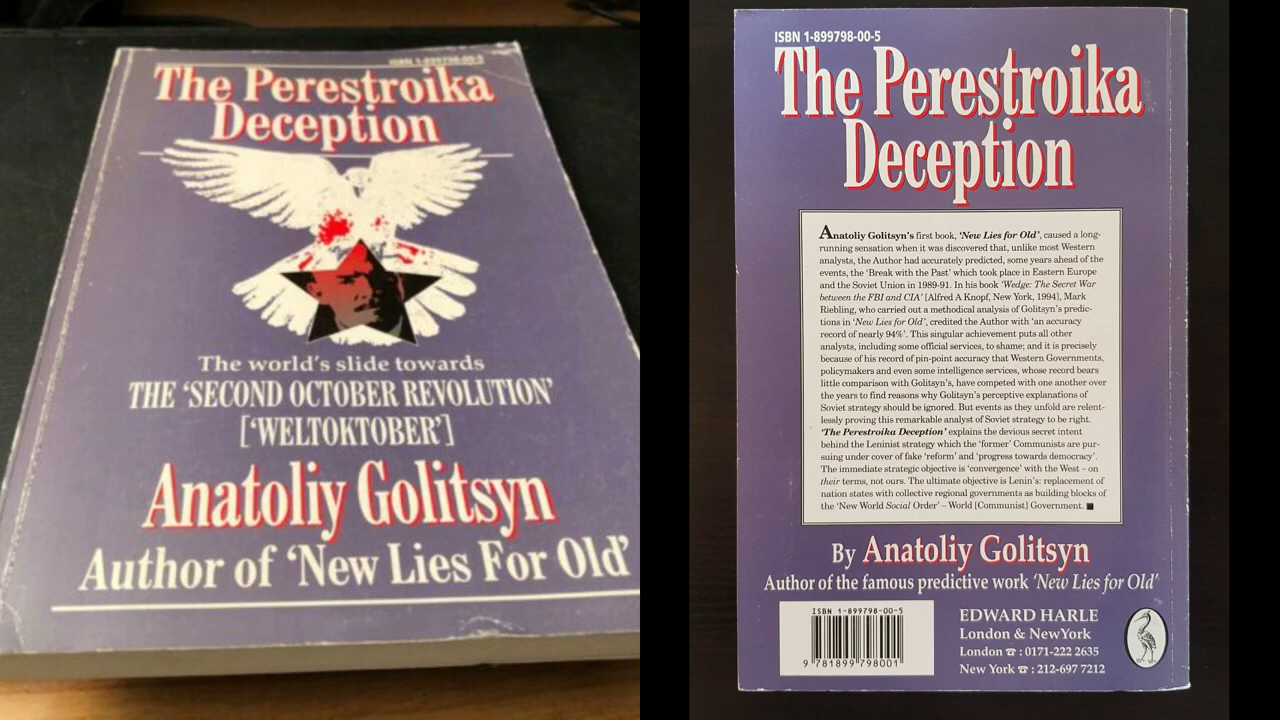 ISBN 1-899798-00-5
The Perestroika
Deception
The world's slide towards
THE 'SECOND OCTOBER REVOLUTION'
['WELTOKTOBER']
Anatoliy Golitsyn
Author of 'New Lies For Old'
ISBN 1-899798-00-5
The Perestroika
Deception
Anatoliy Golitsyn's first book, 'New Lies for Old', caused a long-
running sensation when it was discovered that, unlike most Western
analysts, the Author had accurately predicted, some years ahead of the
events, the 'Break with the Past' which took place in Eastern Europe
and the Soviet Union in 1989-91. In his book 'Wedge: The Secret War
between the FBI and CIA' [Alfred A Knopf, New York, 1994], Mark
Riebling, who carried out a methodical analysis of Golitsyn's predic-
tions in 'New Lies for Old', credited the Author with 'an accuracy
record of nearly 94%'. This singular achievement puts all other
analysts, including some official services, to shame; and it is precisely
because of his record of pin-point accuracy that Western Governments,
policymakers and even some intelligence services, whose record bears
little comparison with Golitsyn's, have competed with one another over
the years to find reasons why Golitsyn's perceptive explanations of
Soviet strategy should be ignored. But events as they unfold are relent-
lessly proving this remarkable analyst of Soviet strategy to be right.
'The Perestroika Deception' explains the devious secret intent
behind the Leninist strategy which the 'former' Communists are pur-
suing under cover of fake 'reform' and 'progress towards democracy'.
The immediate strategic objective is 'convergence' with the West – on
their terms, not ours. The ultimate objective is Lenin's: replacement of
nation states with collective regional governments as building blocks of
the 'New World Social Order' – World [Communist] Government. ■
By Anatoliy Golitsyn
Author of the famous predictive work 'New Lies for Old'
ISBN 1-899798-00-5
9 781899 798001
EDWARD HARLE
London & NewYork
London ☎ : 0171-222 2635
New York ☎ : 212-697 7212